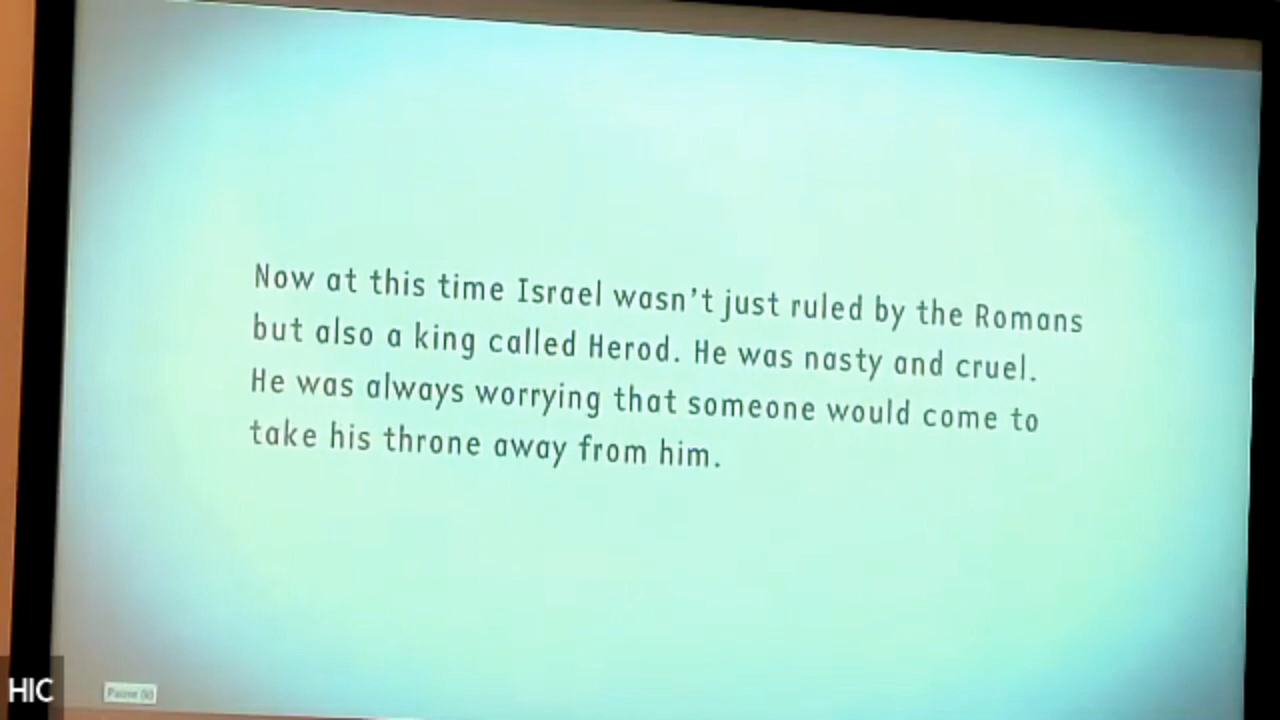 Now at this time Israel wasn't just ruled by the Romans
but also a king called Herod. He was nasty and cruel.
He was always worrying that someone would come to
take his throne away from him.
HIC
Pause (k)